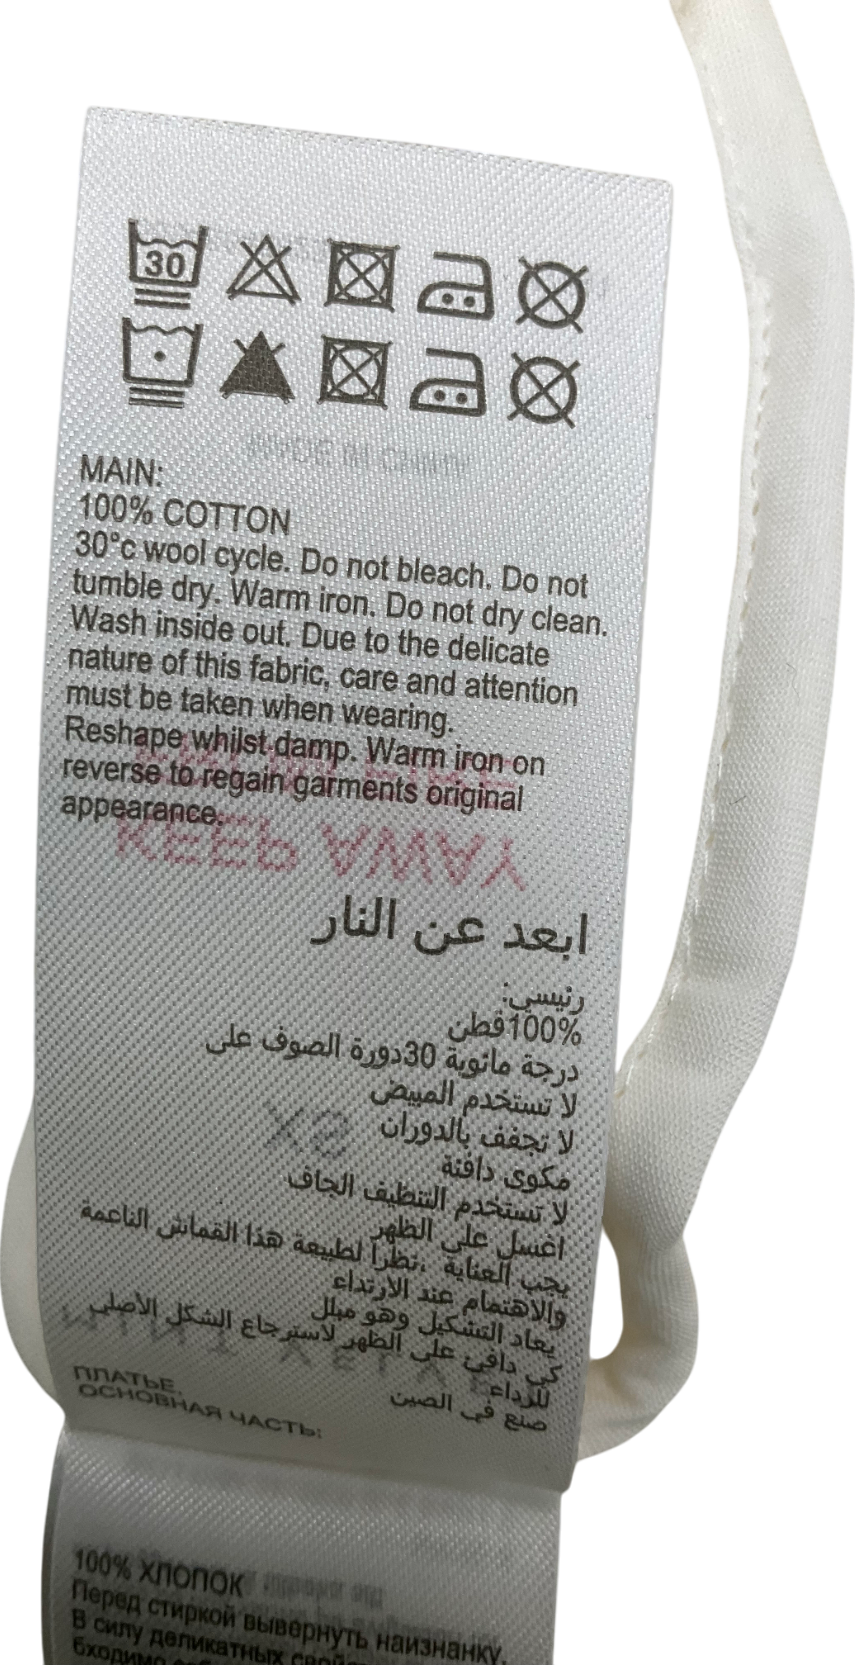 30
MAIN:
100% COTTON
30°c wool cycle. Do not bleach. Do not
tumble dry. Warm iron. Do not dry clean.
Wash inside out. Due to the delicate
nature of this fabric, care and attention
must be taken when wearing.
Reshape whilst damp. Warm iron on
reverse to regain garments original
appearance.
KEEP AWAY
ابعد عن النار
رئيسي:
100%قطن
درجة مائوية 30دورة الصوف على
لا تستخدم المبيض
لا تجفف بالدوران
مكوى دافئة
لا تستخدم التنظيف الجاف
اغسل على الظهر
يجب العناية ,نظرا لطبيعة هذا القماش الناعمة
والاهتمام عند الارتداء
يعاد التشكيل وهو مبلل
كي دافئ على الظهر لاسترجاع الشكل الأصلي
للرداء
صنع في الصين
ПЛАТЬЕ.
ОСНОВНАЯ ЧАСТЬ:
100% ХЛОПОК
Перед стиркой вывернуть наизнанку.
В силу деликатных